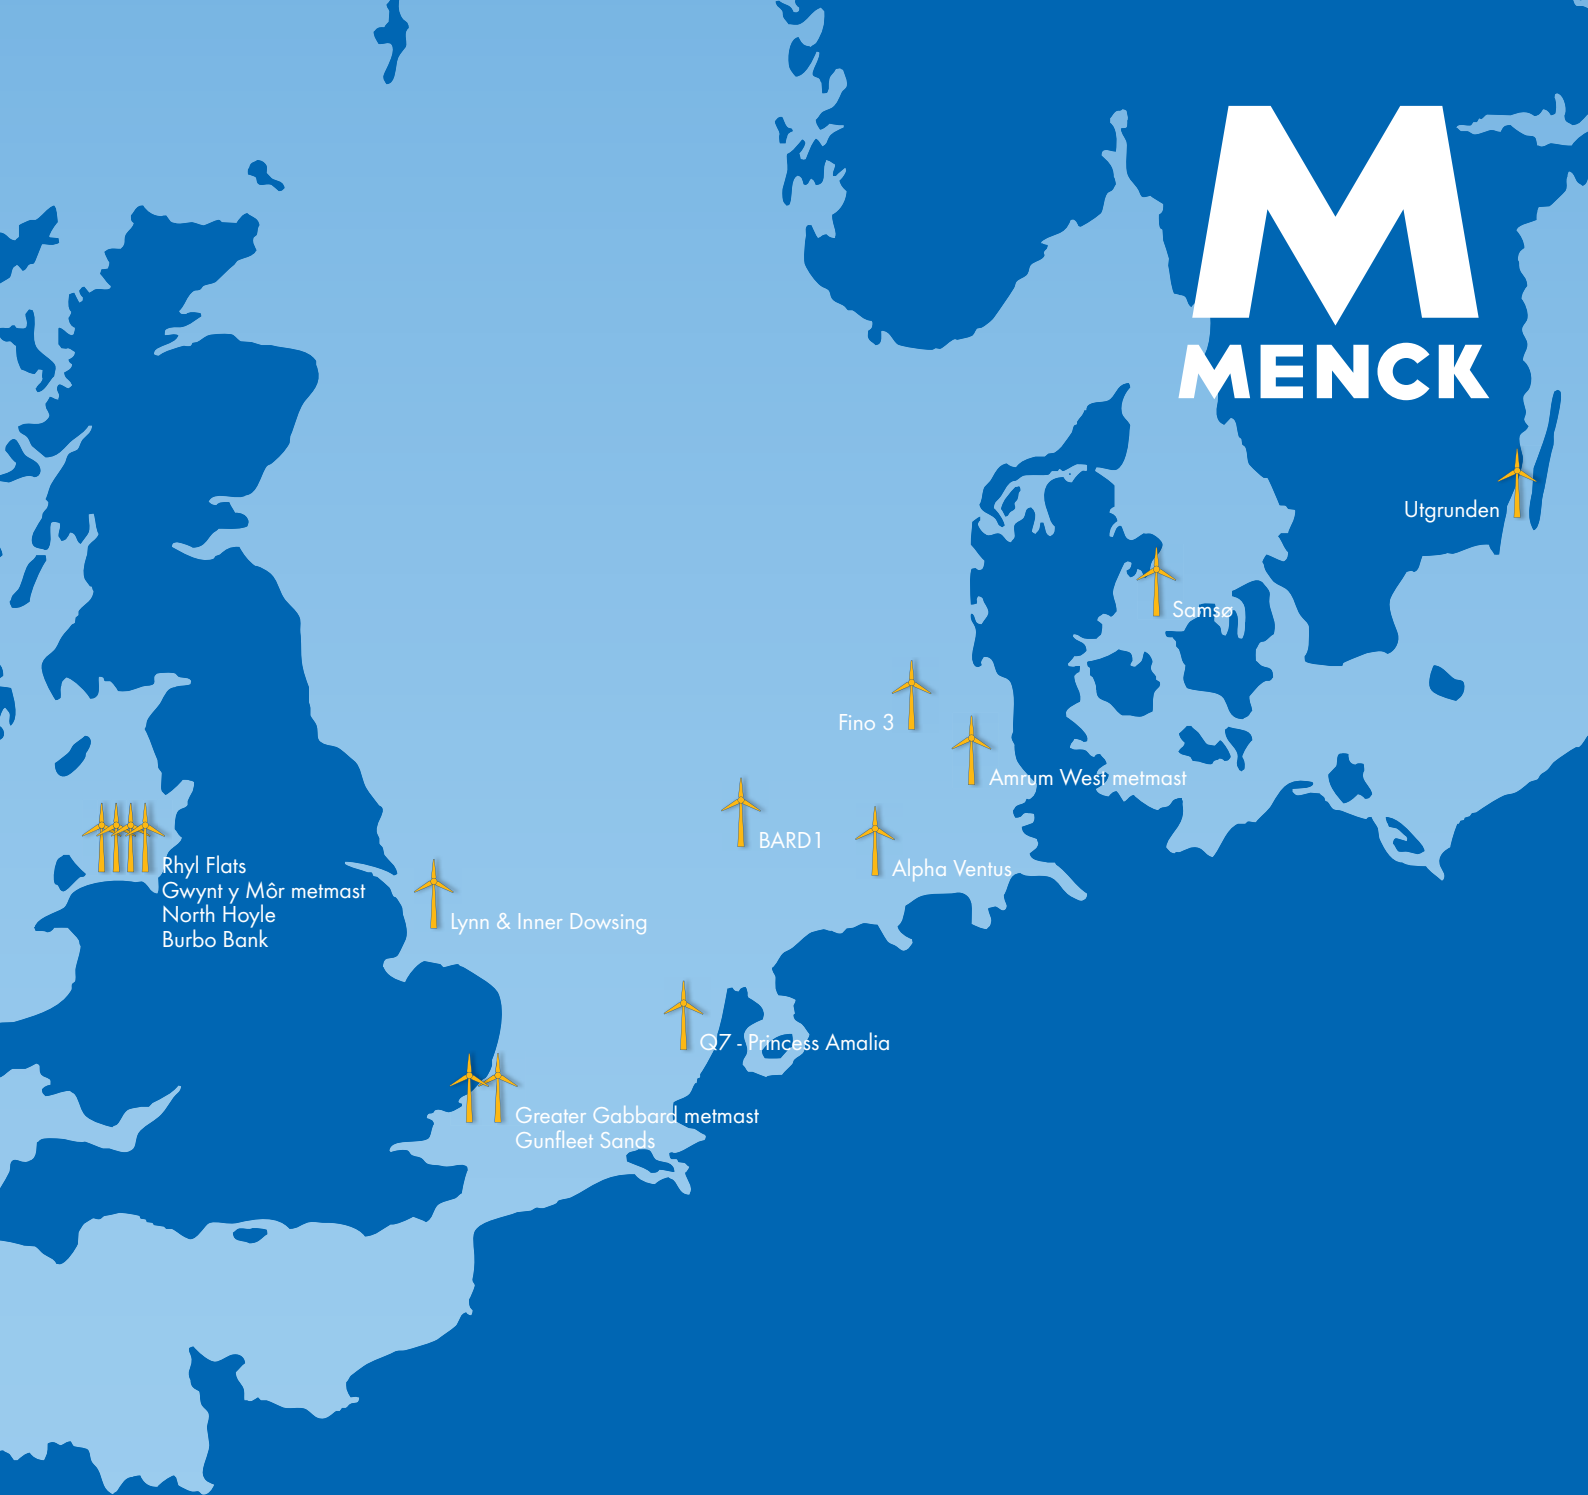 M
MENCK
Utgrunden
Samsø
Fino 3
Amrum West metmast
BARD1
Alpha Ventus
Rhyl Flats
Gwynt y Môr metmast
North Hoyle
Burbo Bank
Lynn & Inner Dowsing
Q7 - Princess Amalia
Greater Gabbard metmast
Gunfleet Sands